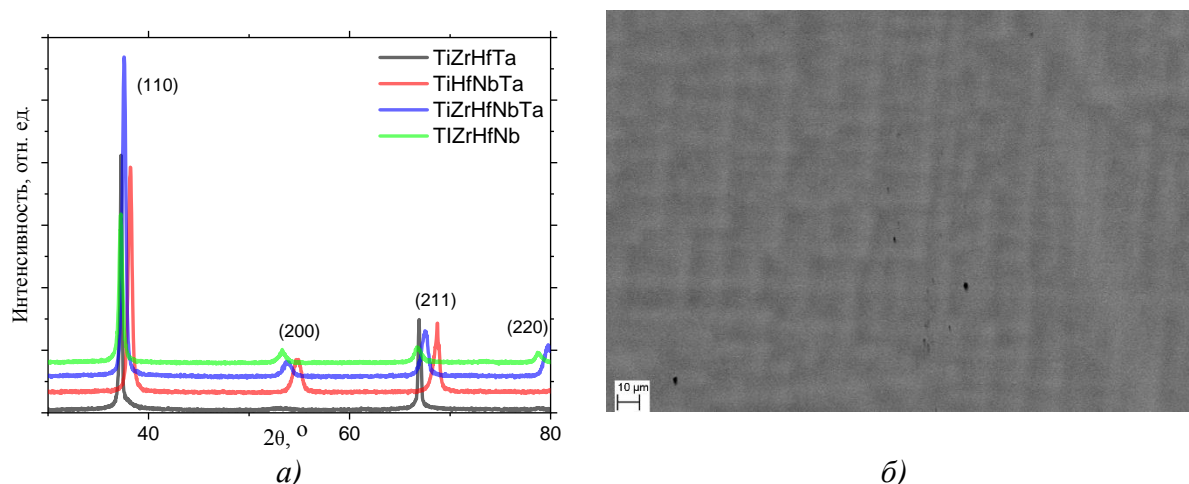 Интенсивность, отн. ед.
(110)
(200)
(211)
(220)
TiZrHfTa
TiHfNbTa
TiZrHfNbTa
TIZrHfNb
40
60
80
2θ, °
а)
10 µm
б)